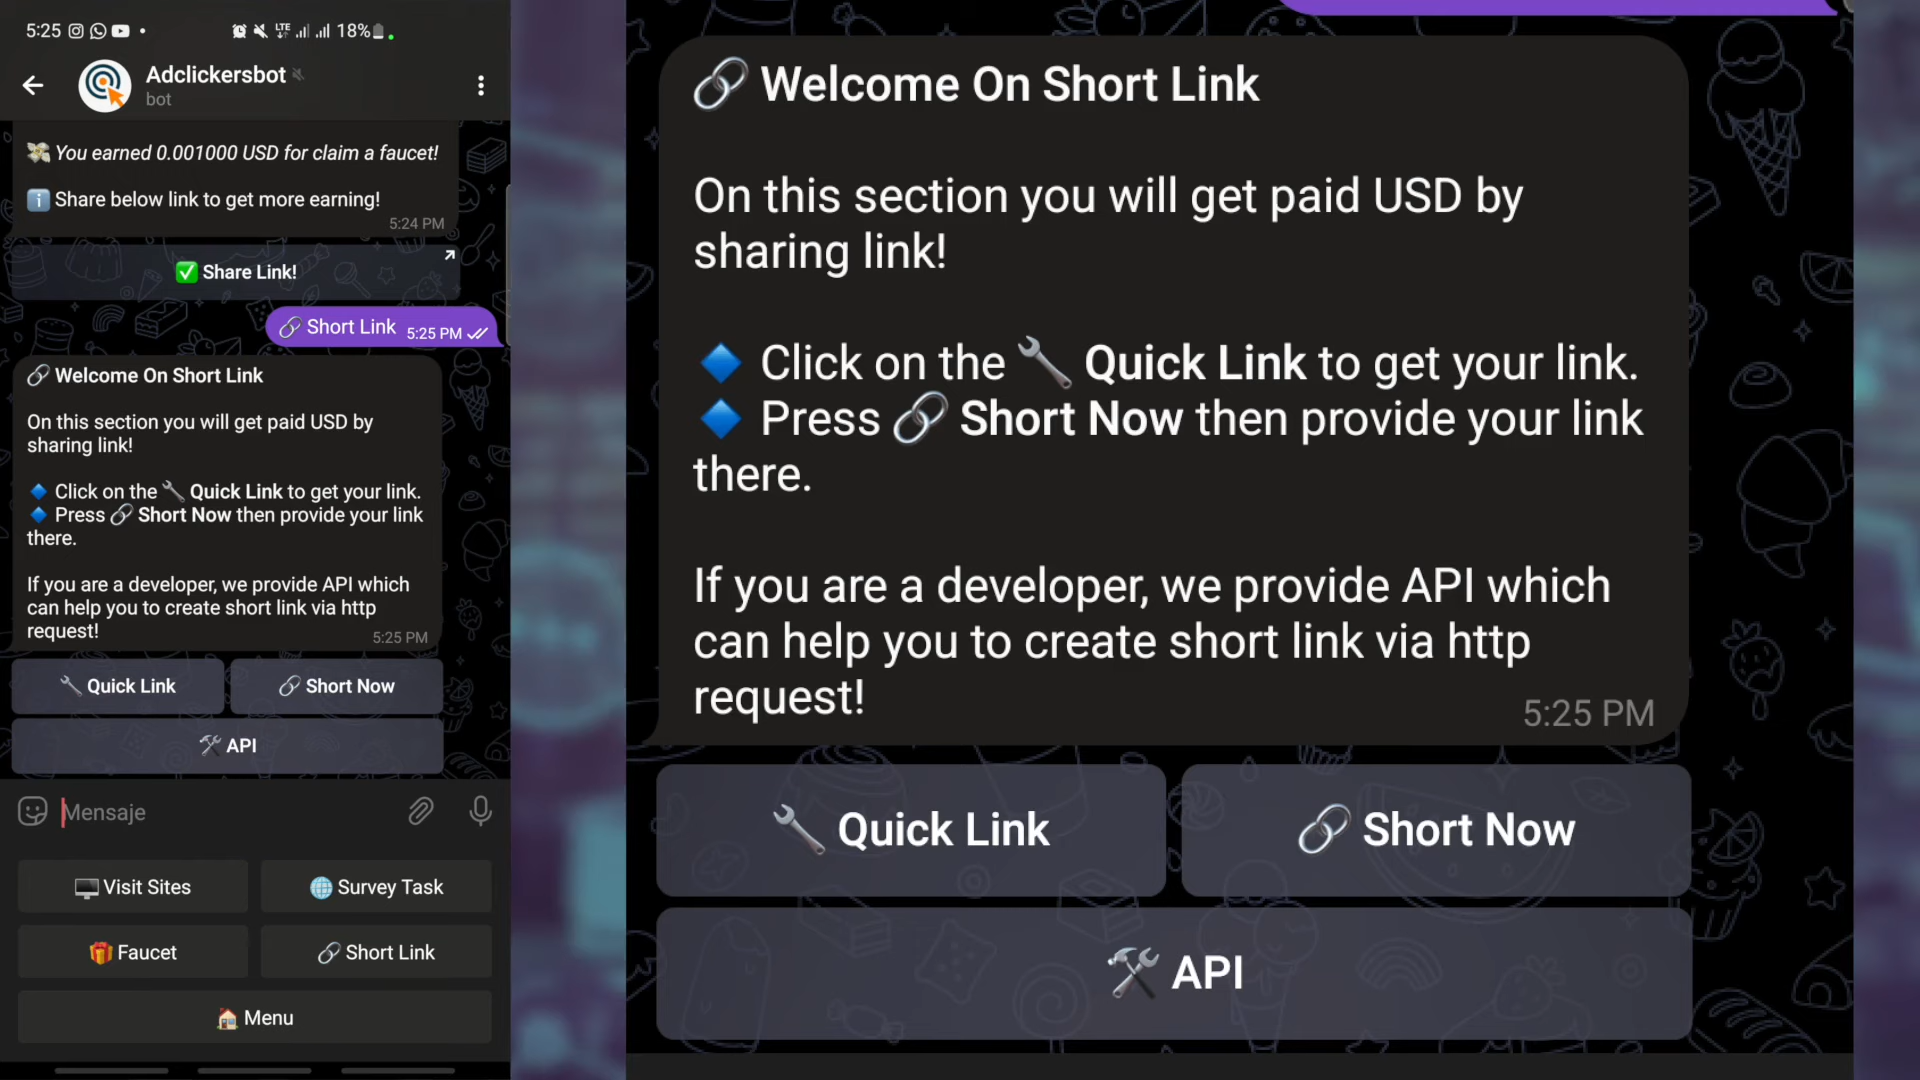 5:25 LTE 18%
Adclickersbot
bot
You earned 0.001000 USD for claim a faucet!
Share below link to get more earning!
5:24 PM
Share Link!
Short Link 5:25 PM
Welcome On Short Link
On this section you will get paid USD by
sharing link!
Click on the Quick Link to get your link.
Press Short Now then provide your link
there.
If you are a developer, we provide API which
can help you to create short link via http
request!
5:25 PM
Quick Link
Short Now
API
Mensaje
Visit Sites
Survey Task
Faucet
Short Link
Menu
Welcome On Short Link
On this section you will get paid USD by
sharing link!
Click on the Quick Link to get your link.
Press Short Now then provide your link
there.
If you are a developer, we provide API which
can help you to create short link via http
request!
5:25 PM
Quick Link
Short Now
API